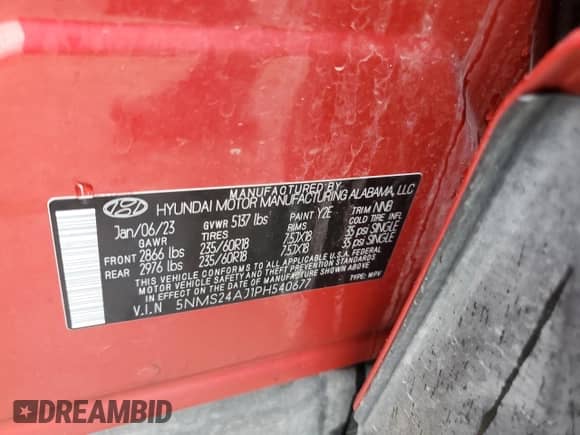 MANUFACTURED BY
HYUNDAI MOTOR MANUFACTURING ALABAMA, LLC
Jan/06/23 GVWR 5137 lbs PAINT Y2E TRIM NNB
GAWR TIRES RIMS COLD TIRE INFL
FRONT 2866 lbs 235/60R18 7.5JX18 35 psi SINGLE
REAR 2976 lbs 235/60R18 7.5JX18 35 psi SINGLE
THIS VEHICLE CONFORMS TO ALL APPLICABLE U.S.A. FEDERAL
MOTOR VEHICLE SAFETY AND THEFT PREVENTION STANDARDS
IN EFFECT ON THE DATE OF MANUFACTURE SHOWN ABOVE.
V.I.N 5NMS24AJ1PH540677 TYPE: MPV
DREAMBID